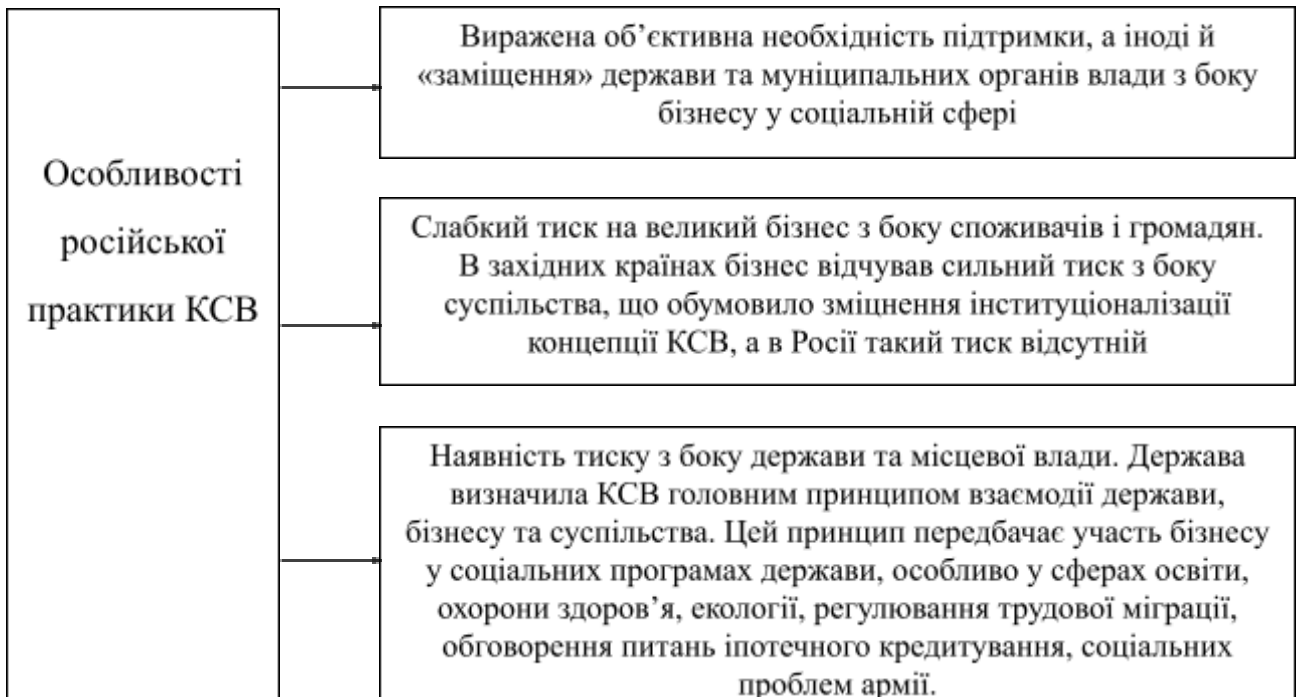 Особливості
російської
практики КСВ
Виражена об’єктивна необхідність підтримки, а іноді й
«заміщення» держави та муніципальних органів влади з боку
бізнесу у соціальній сфері
Слабкий тиск на великий бізнес з боку споживачів і громадян.
В західних країнах бізнес відчував сильний тиск з боку
суспільства, що обумовило зміцнення інституціоналізації
концепції КСВ, а в Росії такий тиск відсутній
Наявність тиску з боку держави та місцевої влади. Держава
визначила КСВ головним принципом взаємодії держави,
бізнесу та суспільства. Цей принцип передбачає участь бізнесу
у соціальних програмах держави, особливо у сферах освіти,
охорони здоров’я, екології, регулювання трудової міграції,
обговорення питань іпотечного кредитування, соціальних
проблем армії.